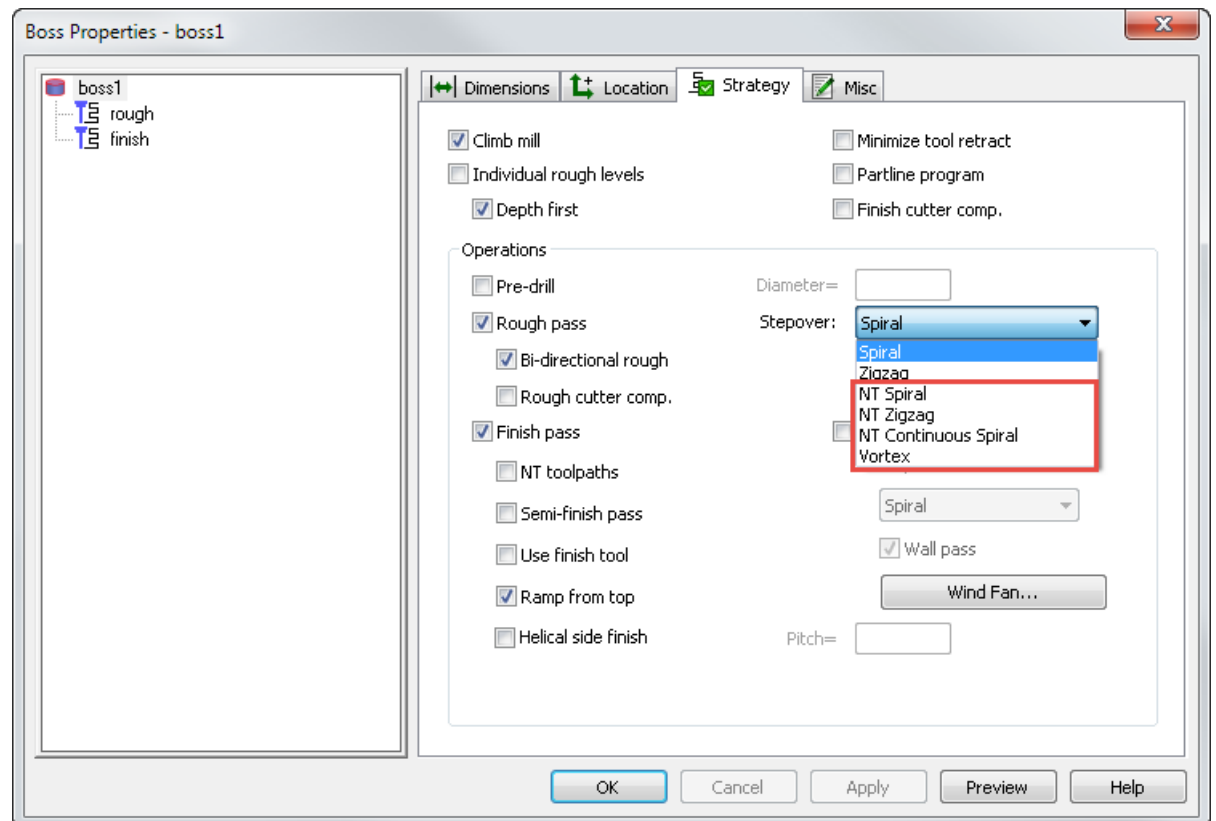 Boss Properties - boss1
boss1
rough
finish
Dimensions Location Strategy Misc
Climb mill Minimize tool retract
Individual rough levels Partline program
Depth first Finish cutter comp.
Operations
Pre-drill Diameter=
Rough pass Stepover: Spiral
Spiral
Bi-directional rough
Zigzag
NT Spiral
Rough cutter comp.
NT Zigzag
Finish pass NT Continuous Spiral
Vortex
NT toolpaths
Semi-finish pass Spiral
Use finish tool Wall pass
Ramp from top Wind Fan...
Helical side finish Pitch=
OK Cancel Apply Preview Help